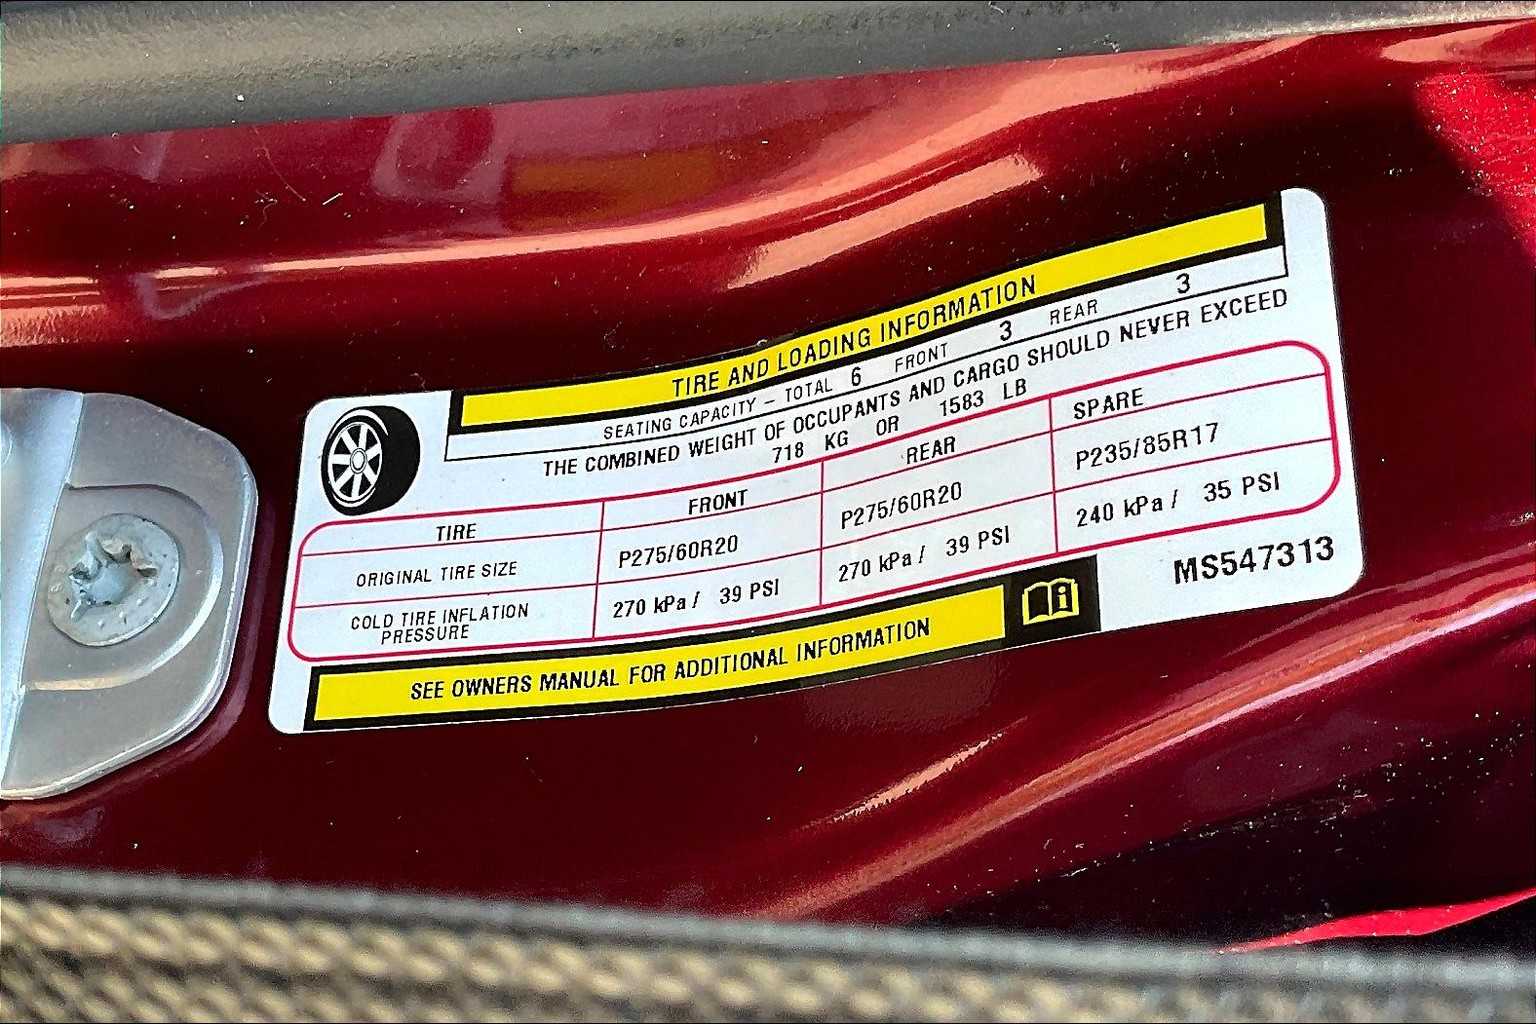 TIRE AND LOADING INFORMATION
SEATING CAPACITY – TOTAL 6 FRONT 3 REAR 3
THE COMBINED WEIGHT OF OCCUPANTS AND CARGO SHOULD NEVER EXCEED
718 KG OR 1583 LB
TIRE FRONT REAR SPARE
ORIGINAL TIRE SIZE P275/60R20 P275/60R20 P235/85R17
COLD TIRE INFLATION PRESSURE 270 kPa / 39 PSI 270 kPa / 39 PSI 240 kPa / 35 PSI
SEE OWNERS MANUAL FOR ADDITIONAL INFORMATION
MS547313